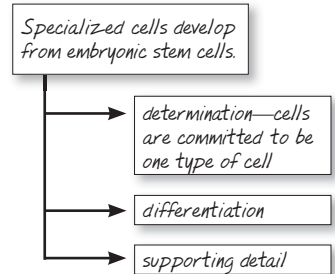 Specialized cells develop
from embryonic stem cells.
determination—cells
are committed to be
one type of cell
differentiation
supporting detail